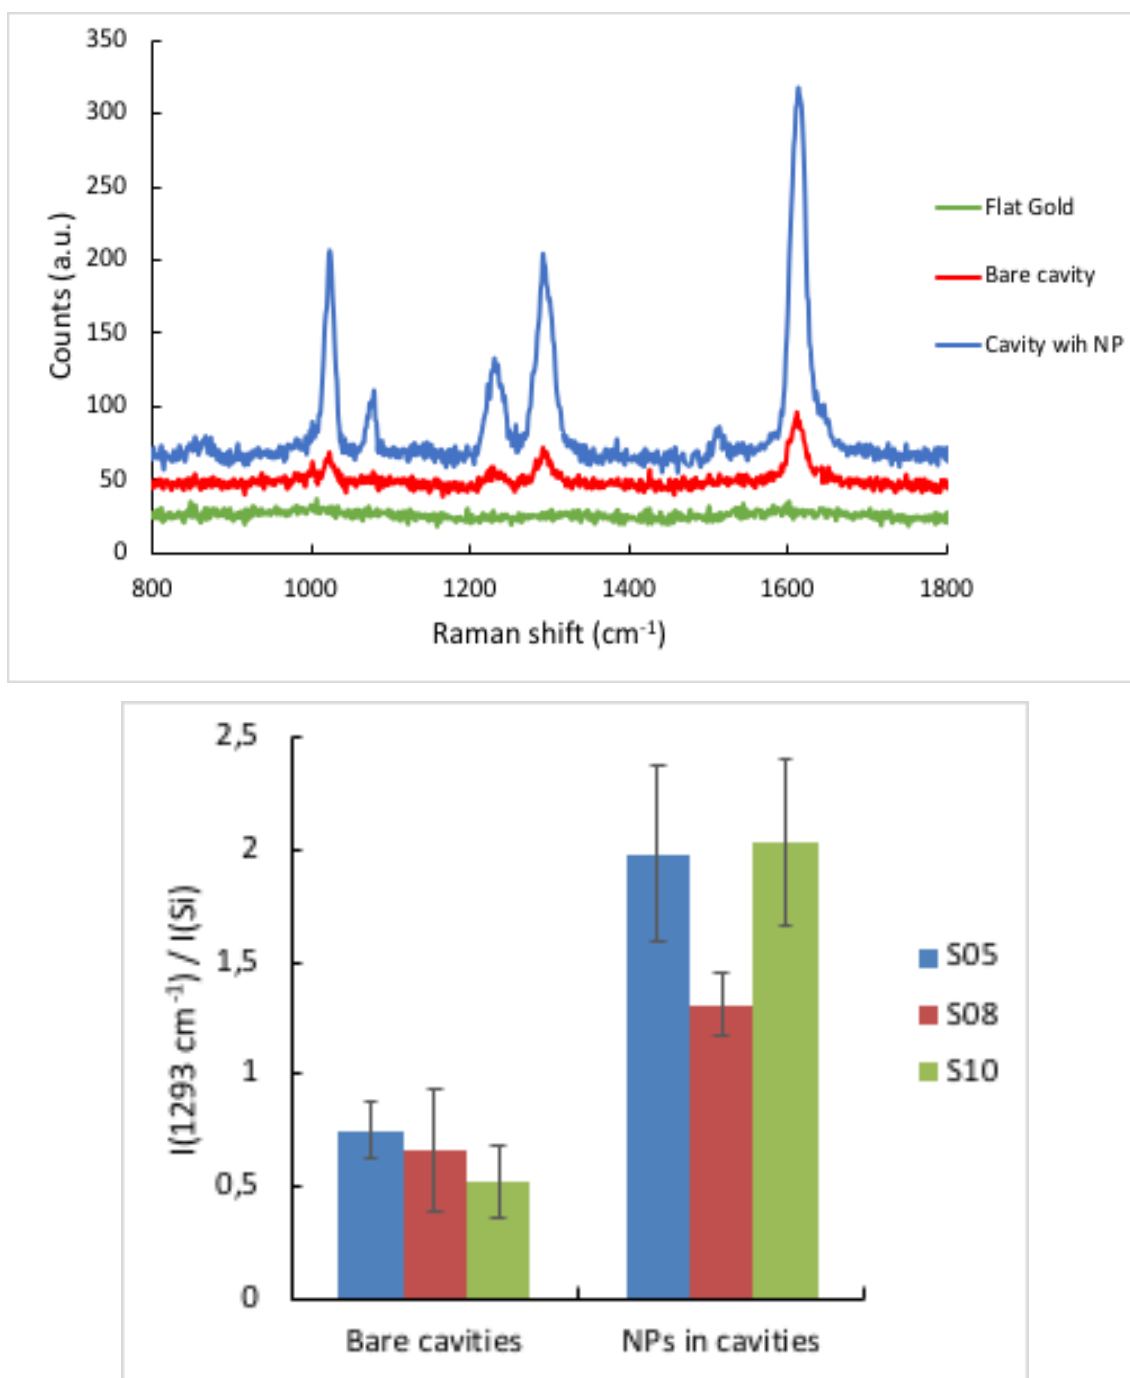 350
300
250
200
150
100
50
0
Counts (a.u.)
800 1000 1200 1400 1600 1800
Raman shift (cm⁻¹)
Flat Gold
Bare cavity
Cavity wih NP
2,5
2
1,5
1
0,5
0
I(1293 cm⁻¹) / I(Si)
Bare cavities NPs in cavities
S05
S08
S10